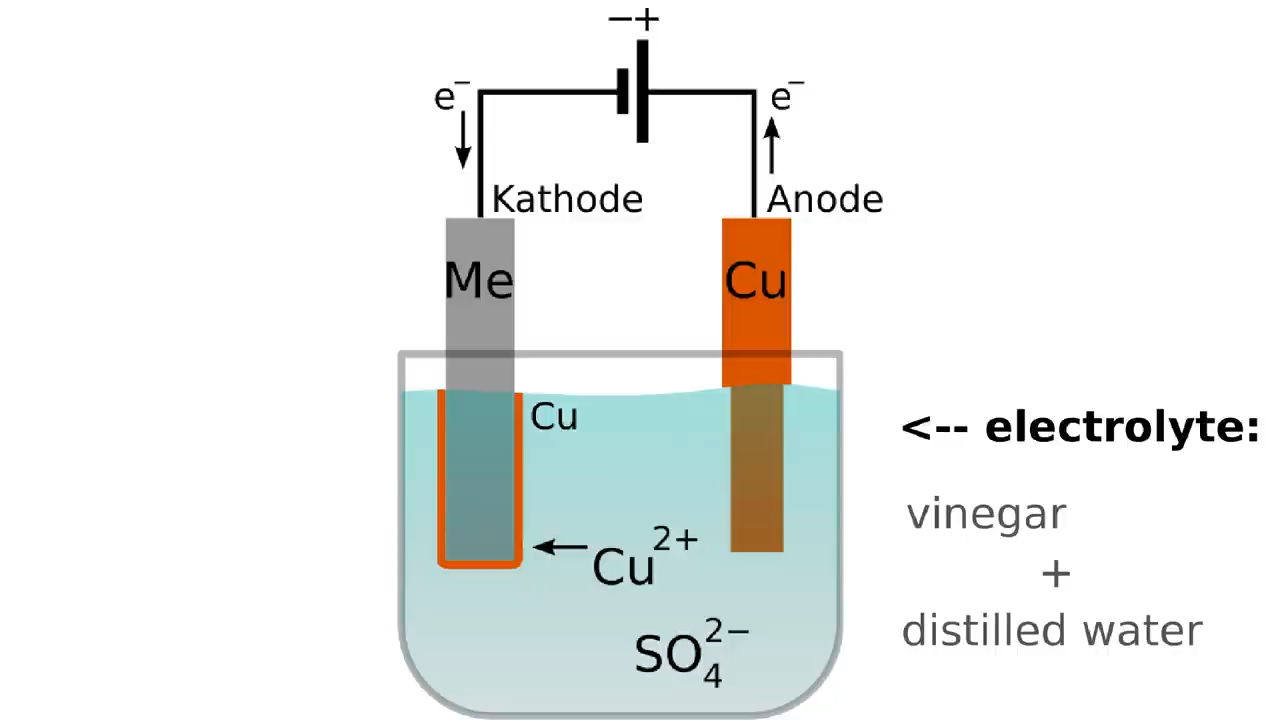 −+
e⁻
e⁻
Kathode
Anode
Me
Cu
Cu
<-- electrolyte:
vinegar
+
distilled water
Cu²⁺
SO₄²⁻